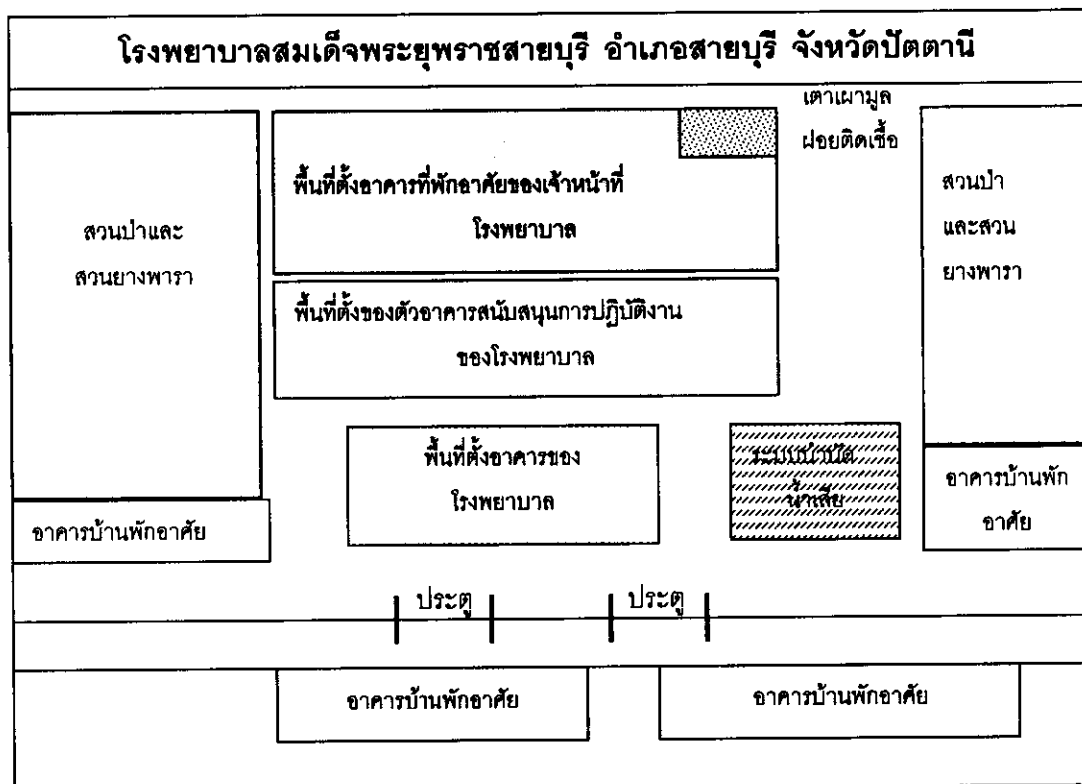 โรงพยาบาลสมเด็จพระยุพราชสายบุรี อำเภอสายบุรี จังหวัดปัตตานี
เตาเผามูล
ฝอยติดเชื้อ
พื้นที่ตั้งอาคารที่พักอาศัยของเจ้าหน้าที่
โรงพยาบาล
สวนป่าและ
สวนยางพารา
สวนป่า
และสวน
ยางพารา
พื้นที่ตั้งของตัวอาคารสนับสนุนการปฏิบัติงาน
ของโรงพยาบาล
พื้นที่ตั้งอาคารของ
โรงพยาบาล
ระบบบำบัด
น้ำเสีย
อาคารบ้านพัก
อาศัย
อาคารบ้านพักอาศัย
ประตู
ประตู
อาคารบ้านพักอาศัย
อาคารบ้านพักอาศัย